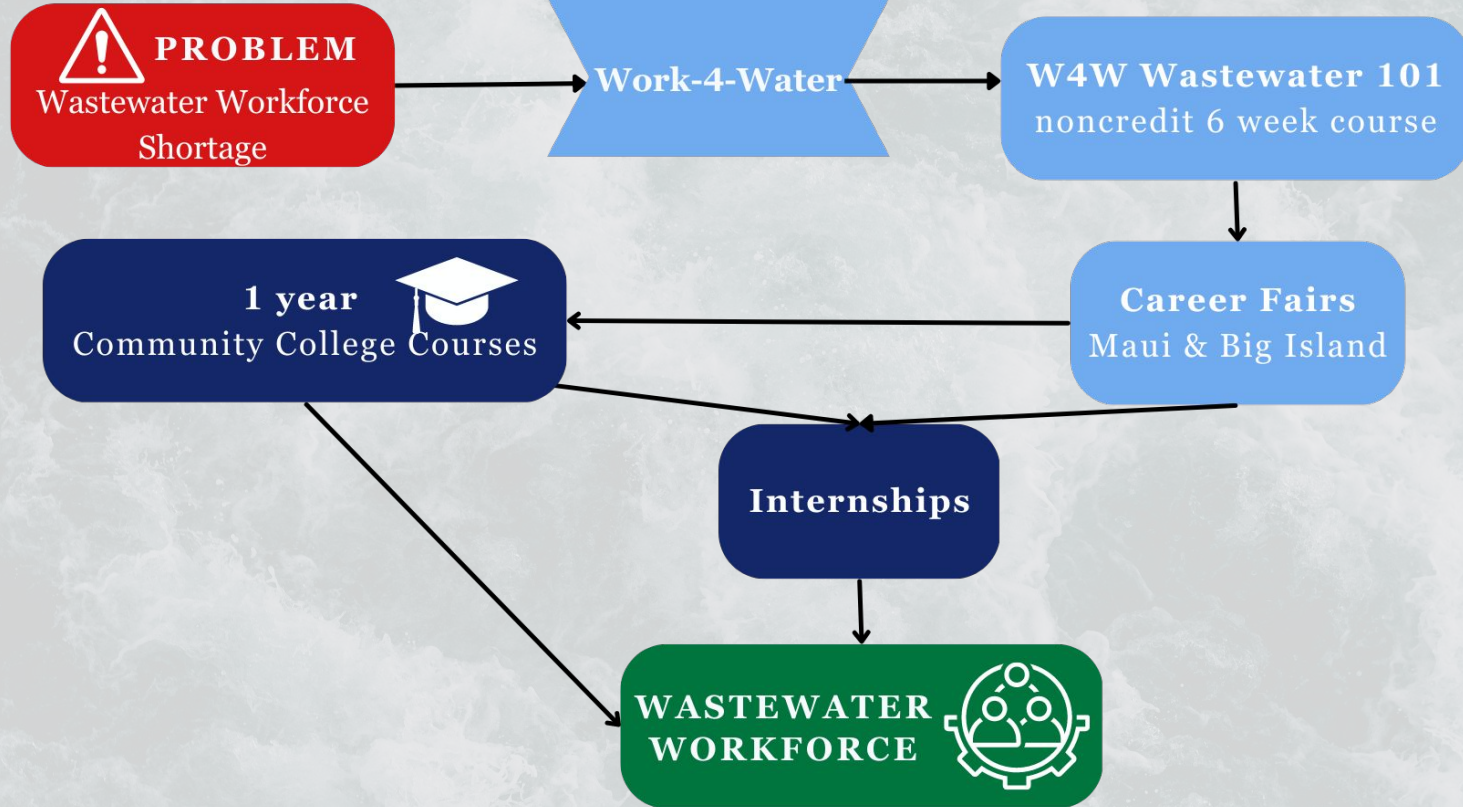 PROBLEM
Wastewater Workforce
Shortage
Work-4-Water
W4W Wastewater 101
noncredit 6 week course
Career Fairs
Maui & Big Island
1 year
Community College Courses
Internships
WASTEWATER
WORKFORCE